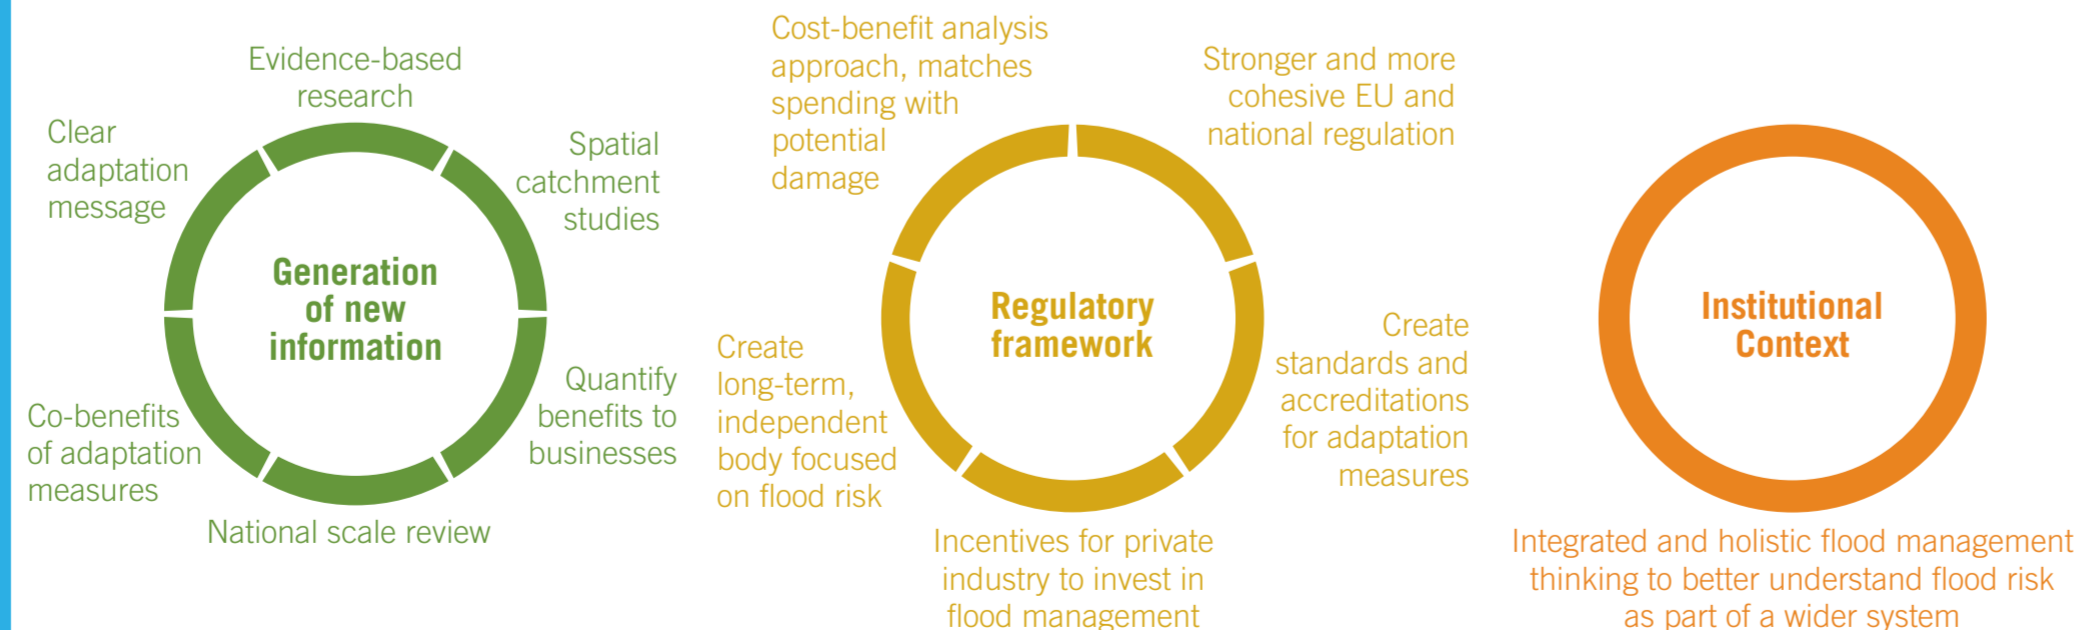 Evidence-based
research
Clear
adaptation
message
Spatial
catchment
studies
Generation
of new
information
Quantify
benefits to
businesses
Co-benefits
of adaptation
measures
National scale review
Cost-benefit analysis
approach, matches
spending with
potential
damage
Stronger and more
cohesive EU and
national regulation
Regulatory
framework
Create
long-term,
independent
body focused
on flood risk
Create
standards and
accreditations
for adaptation
measures
Incentives for private
industry to invest in
flood management
Institutional
Context
Integrated and holistic flood management
thinking to better understand flood risk
as part of a wider system